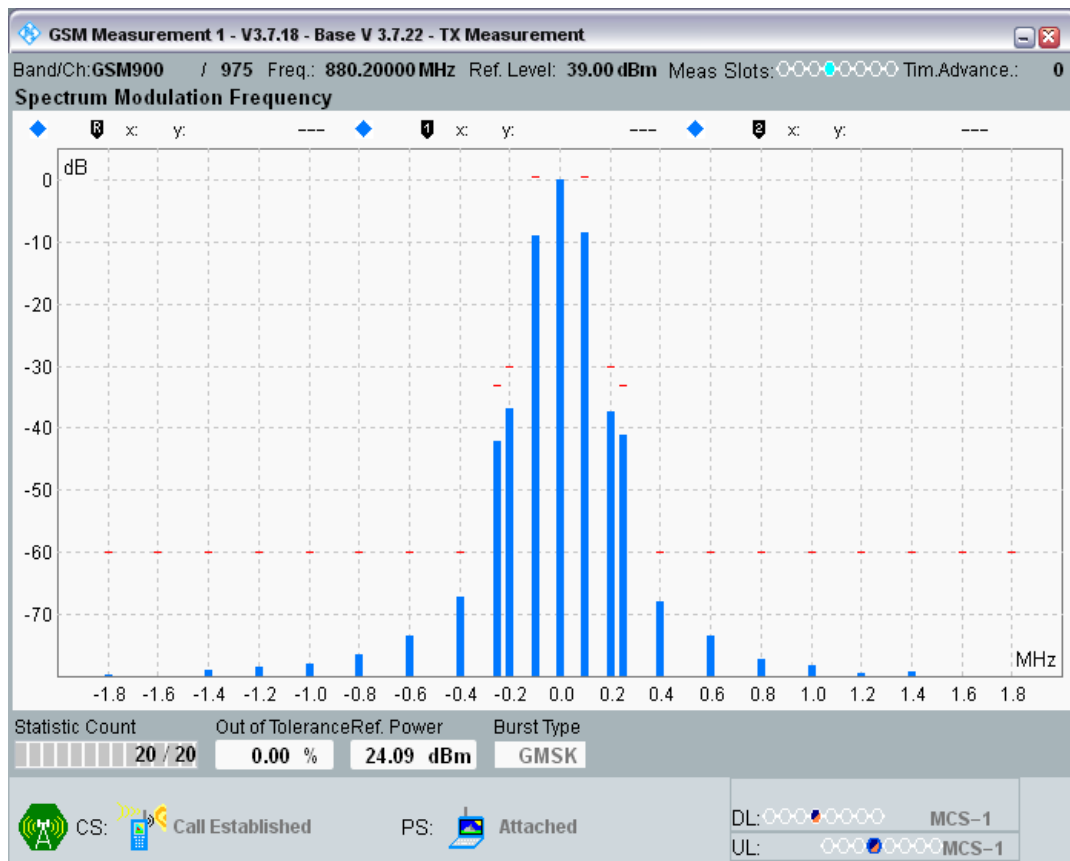 GSM Measurement 1 - V3.7.18 - Base V 3.7.22 - TX Measurement
Band/Ch:GSM900 / 975 Freq.: 880.20000 MHz Ref. Level: 39.00 dBm Meas Slots: Tim.Advance.: 0
Spectrum Modulation Frequency
R x: y: --- 1 x: y: --- 2 x: y: ---
dB
0
-10
-20
-30
-40
-50
-60
-70
MHz
-1.8 -1.6 -1.4 -1.2 -1.0 -0.8 -0.6 -0.4 -0.2 0.0 0.2 0.4 0.6 0.8 1.0 1.2 1.4 1.6 1.8
Statistic Count Out of Tolerance Ref. Power Burst Type
20 / 20 0.00 % 24.09 dBm GMSK
CS: Call Established PS: Attached DL: MCS-1
UL: MCS-1